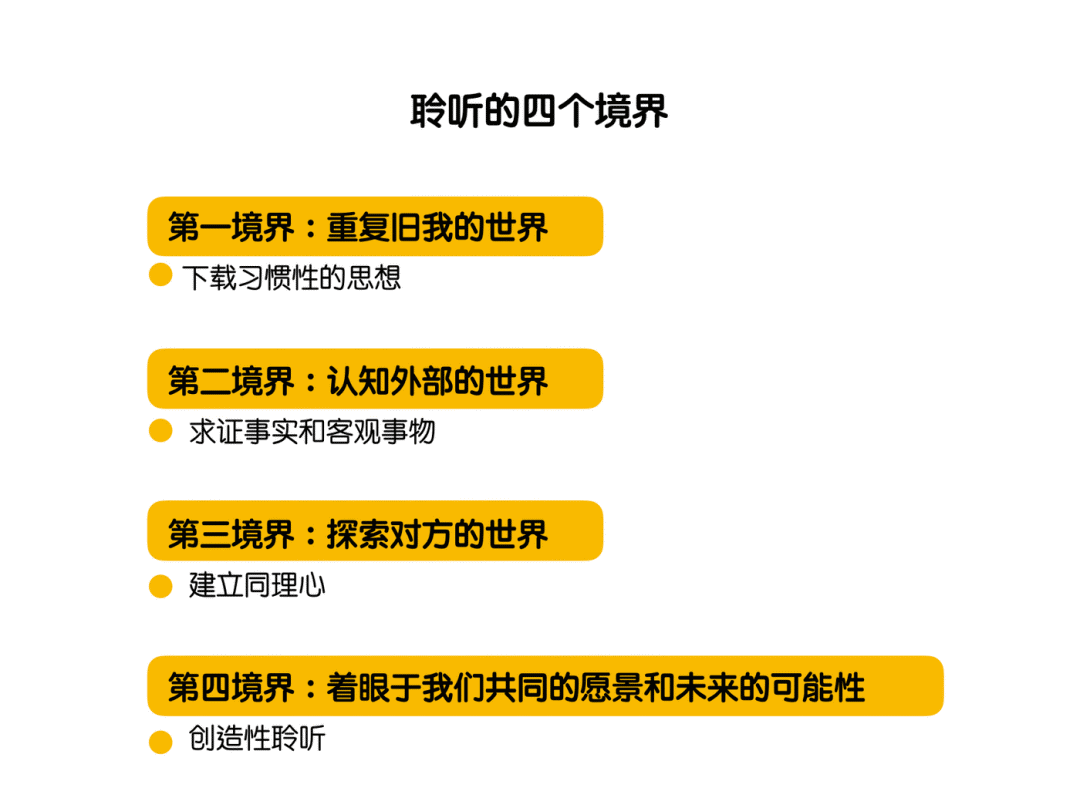 聆听的四个境界
第一境界：重复旧我的世界
下载习惯性的思想
第二境界：认知外部的世界
求证事实和客观事物
第三境界：探索对方的世界
建立同理心
第四境界：着眼于我们共同的愿景和未来的可能性
创造性聆听